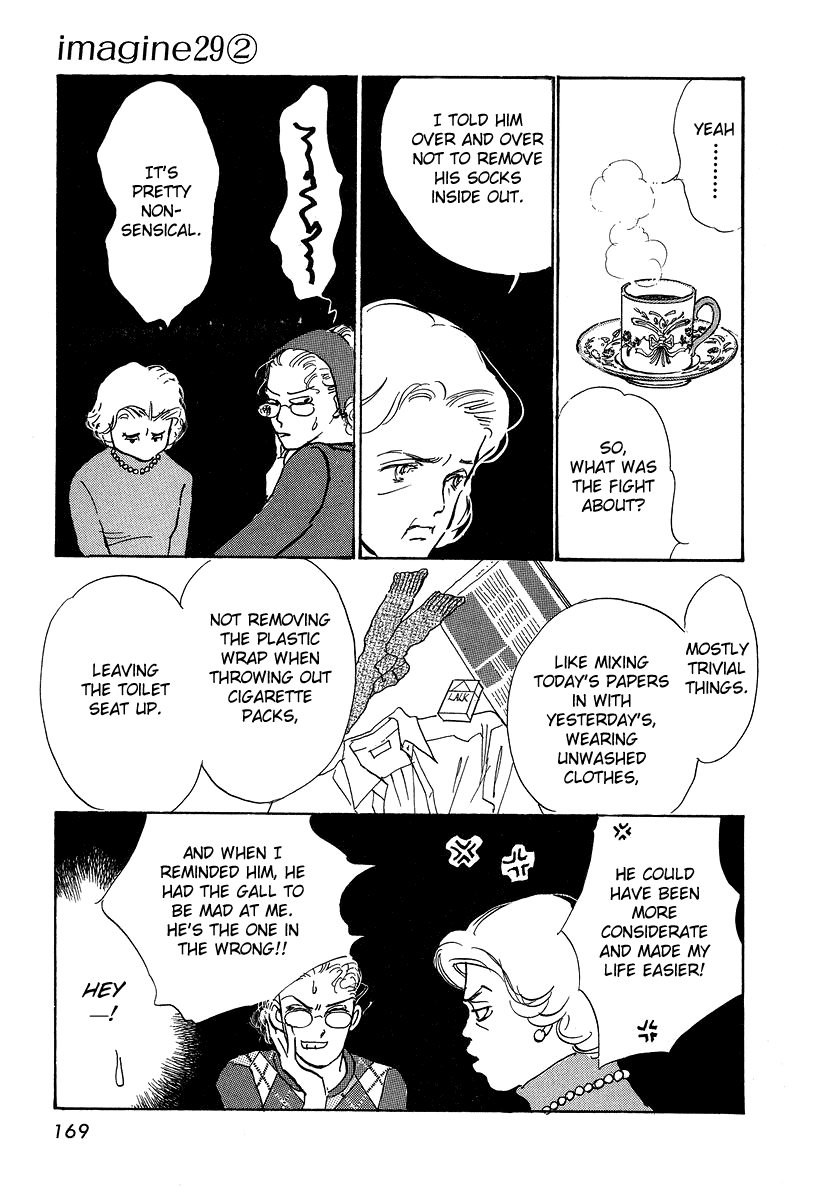 imagine29②
YEAH
………
SO,
WHAT WAS
THE FIGHT
ABOUT?
I TOLD HIM
OVER AND OVER
NOT TO REMOVE
HIS SOCKS
INSIDE OUT.
IT'S
PRETTY
NON-
SENSICAL.
MOSTLY
TRIVIAL
THINGS.
LIKE MIXING
TODAY'S PAPERS
IN WITH
YESTERDAY'S,
WEARING
UNWASHED
CLOTHES,
LALK
NOT REMOVING
THE PLASTIC
WRAP WHEN
THROWING OUT
CIGARETTE
PACKS,
LEAVING
THE TOILET
SEAT UP.
HE COULD
HAVE BEEN
MORE
CONSIDERATE
AND MADE MY
LIFE EASIER!
AND WHEN I
REMINDED HIM, HE
HAD THE GALL TO
BE MAD AT ME.
HE'S THE ONE IN
THE WRONG!!
HEY
—!
169